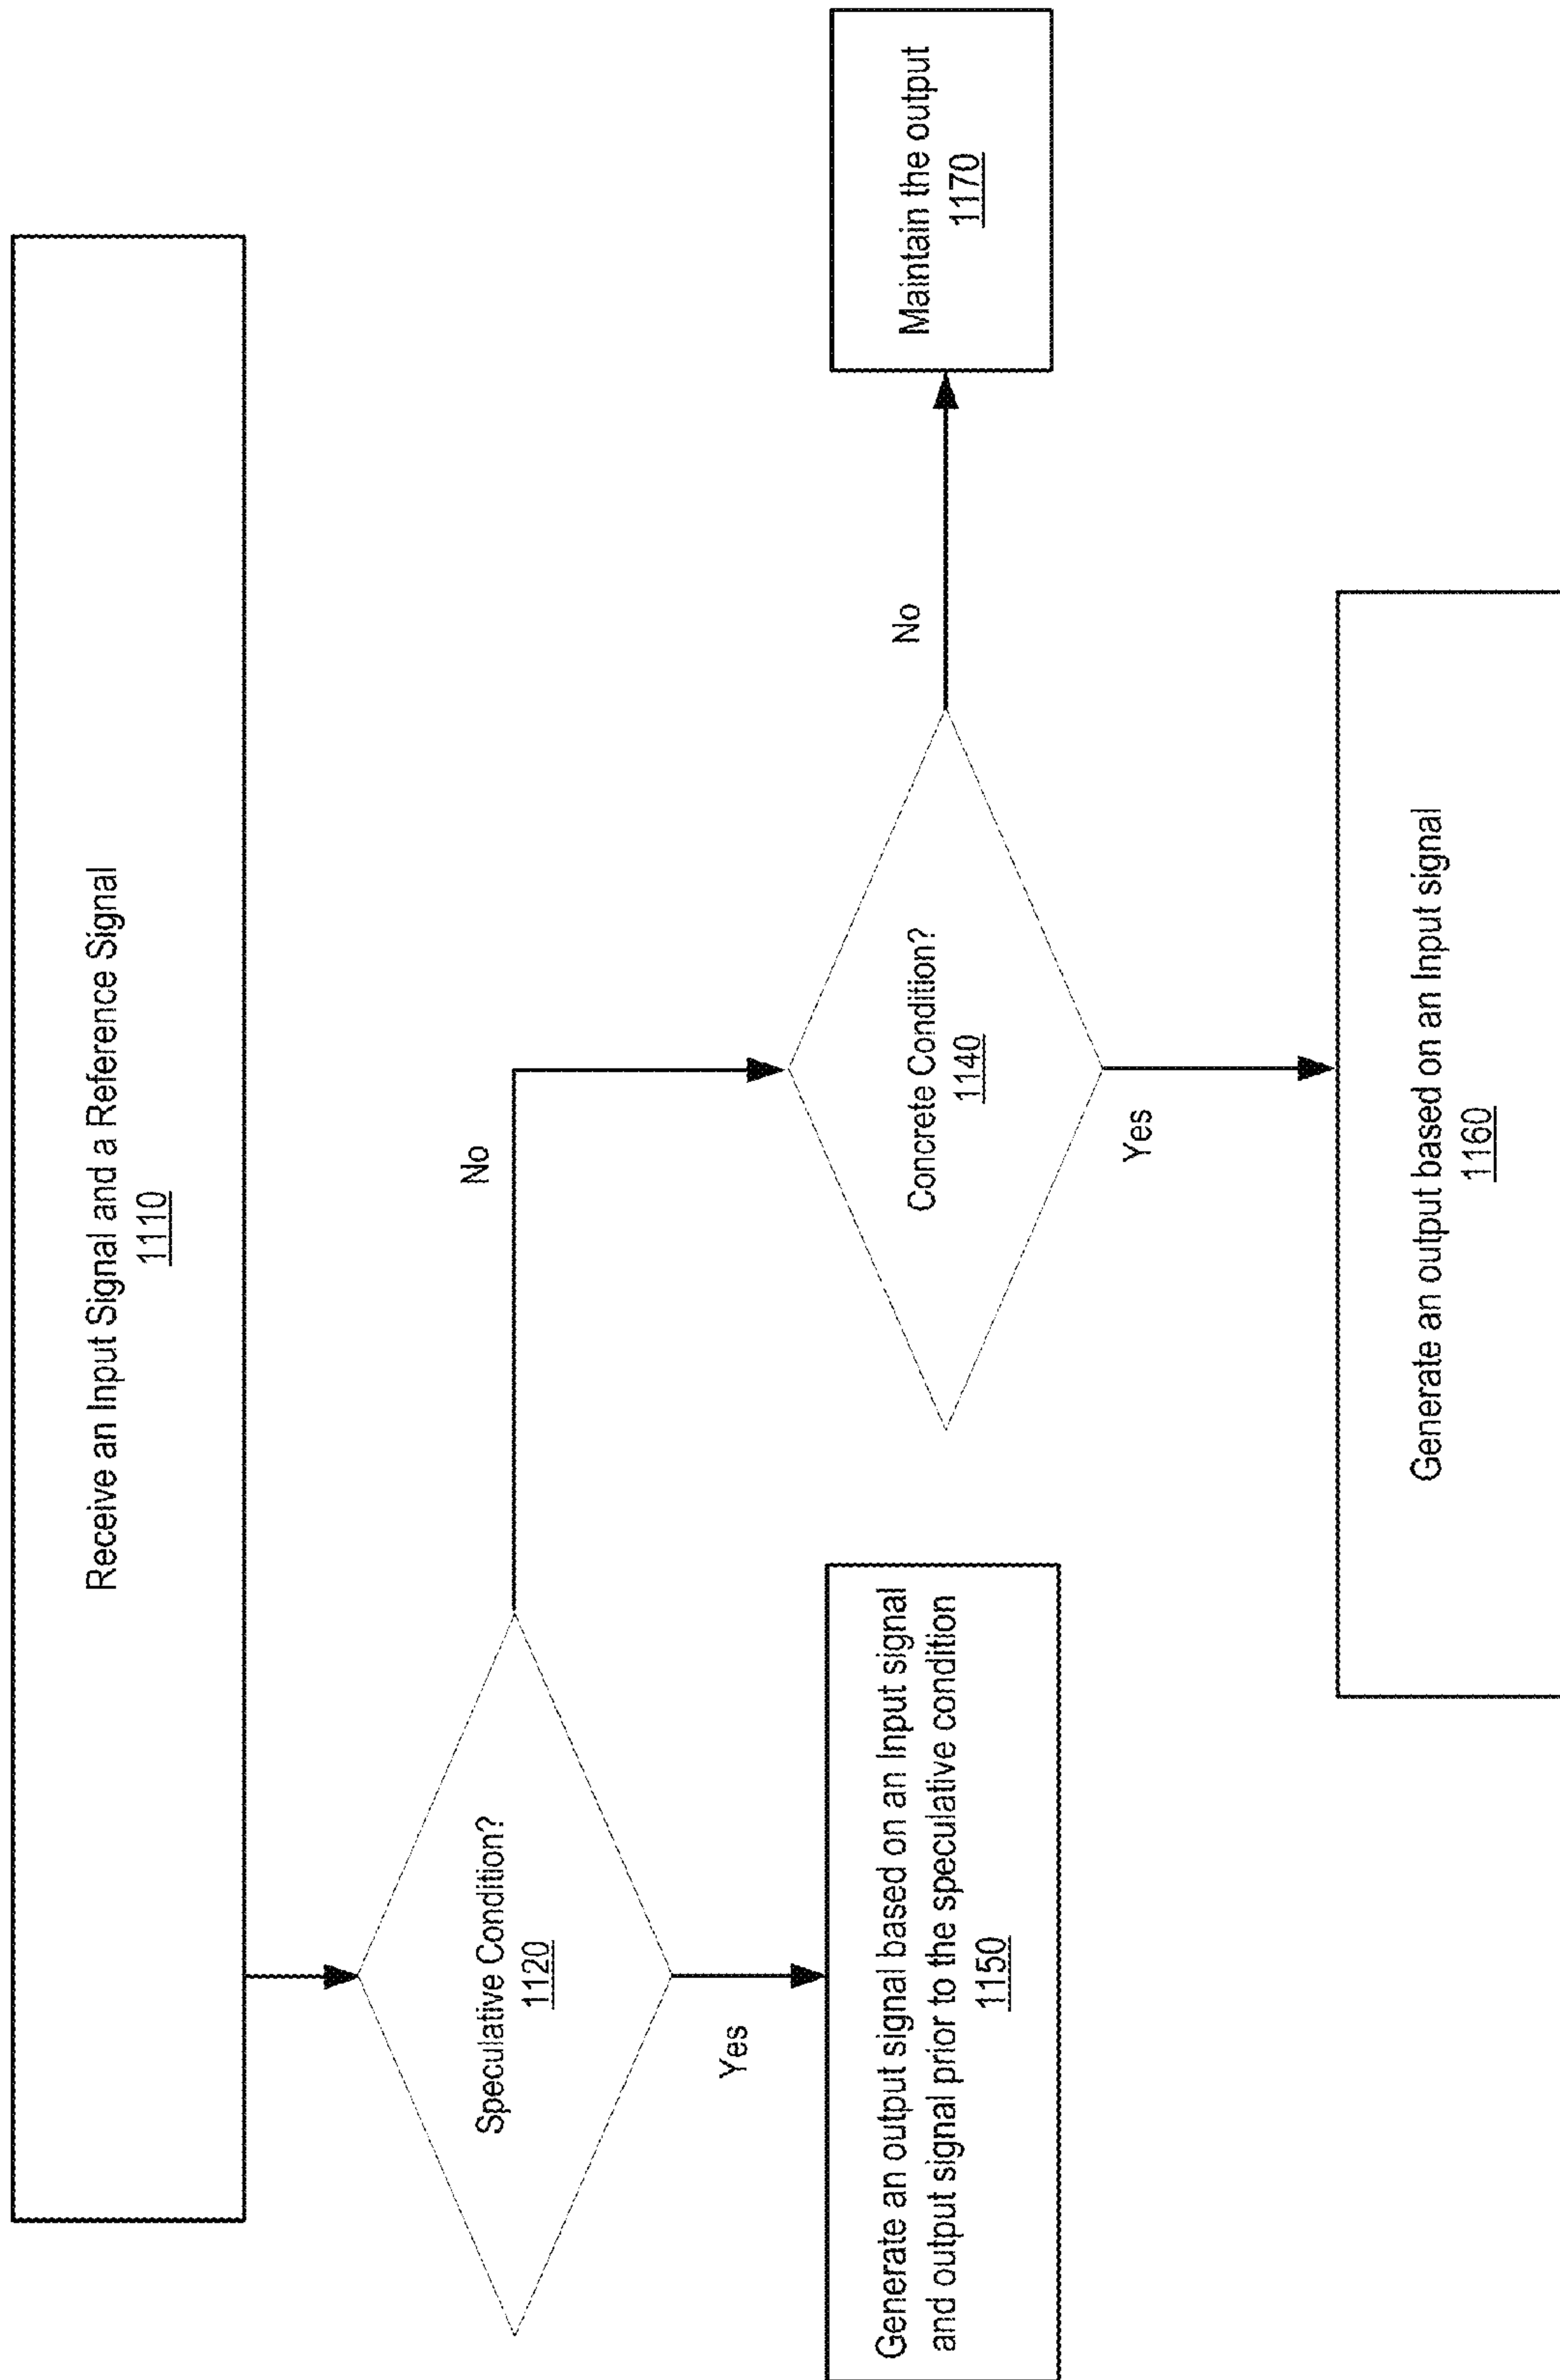 Receive an Input Signal and a Reference Signal
1110
Speculative Condition?
1120
No
Yes
Generate an output signal based on an Input signal
and output signal prior to the speculative condition
1150
Concrete Condition?
1140
No
Maintain the output
1170
Yes
Generate an output based on an Input signal
1160